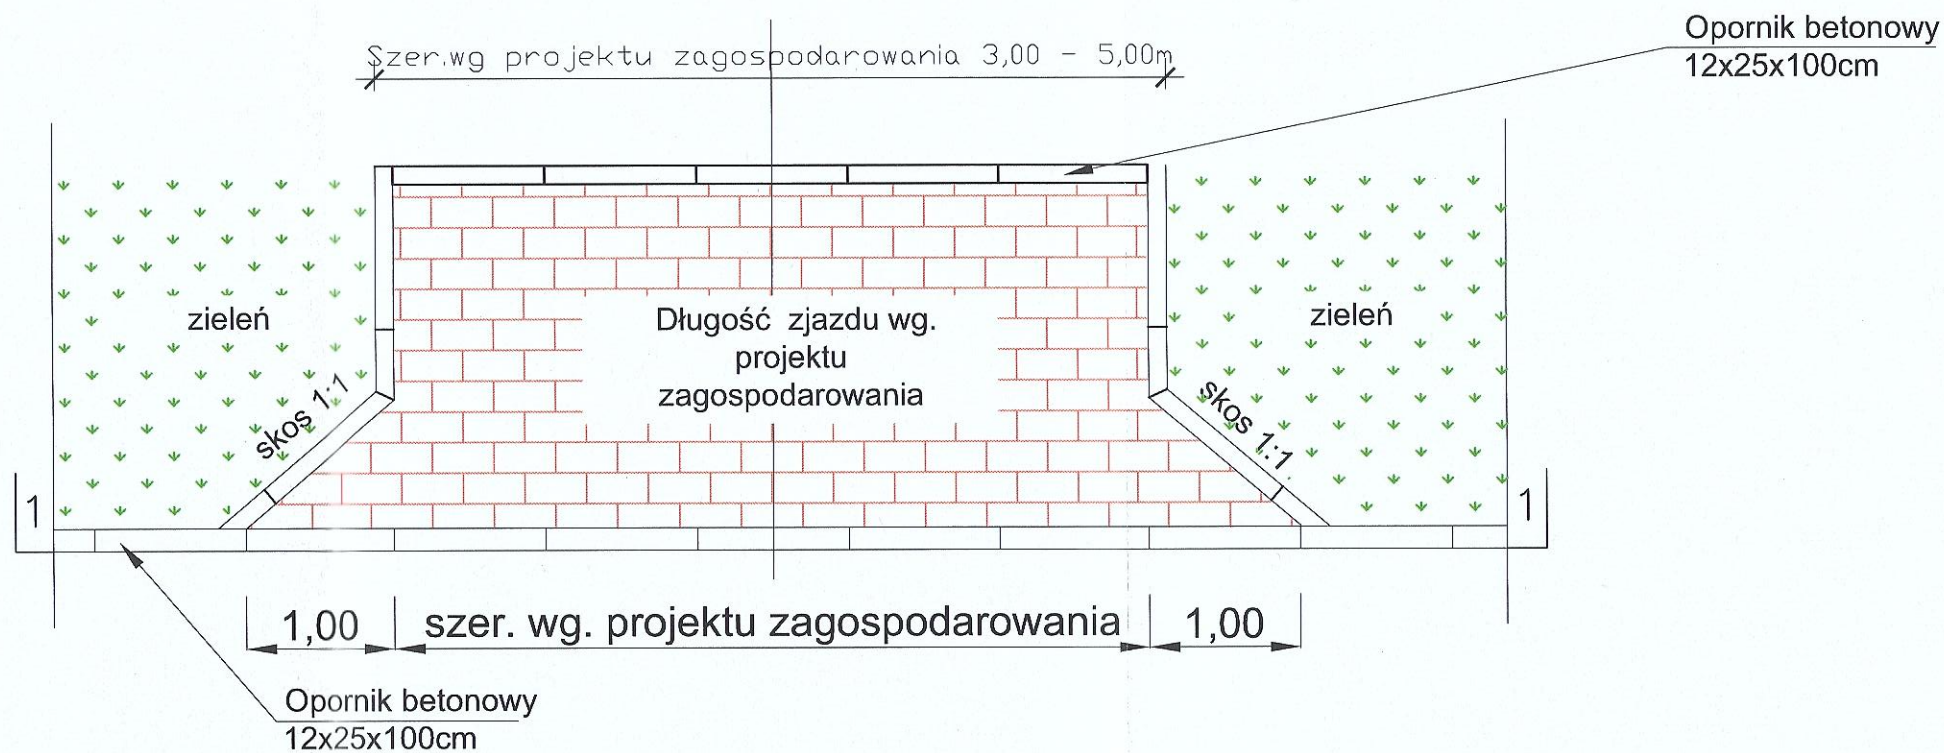 Szer.wg projektu zagospodarowania 3,00 - 5,00m
Opornik betonowy
12x25x100cm
zieleń
Długość zjazdu wg.
projektu
zagospodarowania
zieleń
skos 1:1
skos 1:1
1
1
1,00
szer. wg. projektu zagospodarowania
1,00
Opornik betonowy
12x25x100cm